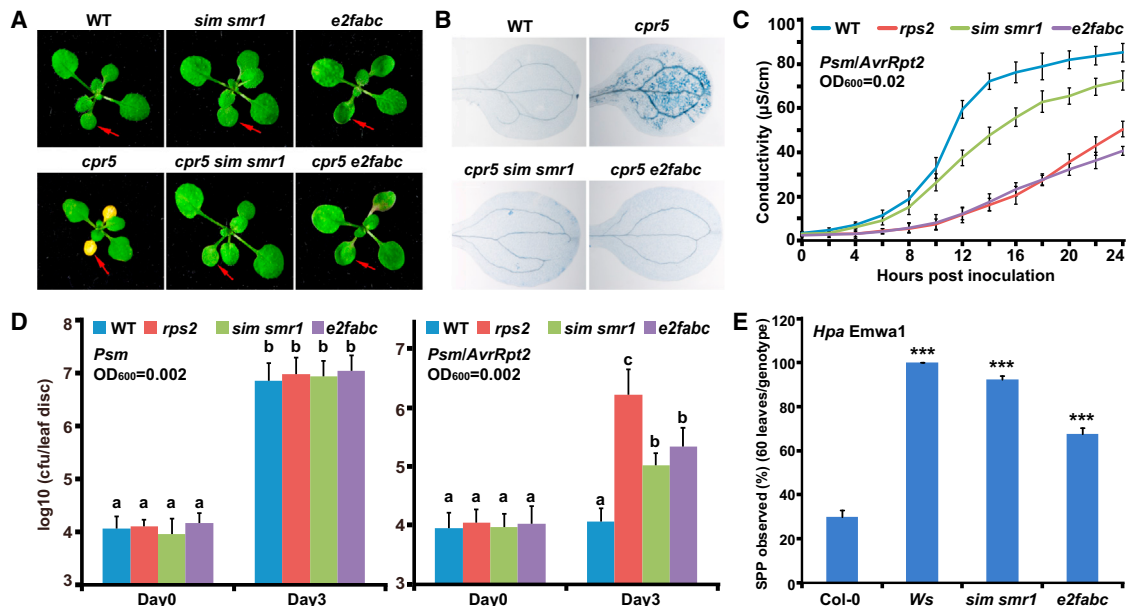 A
WT
sim smr1
e2fabc
cpr5
cpr5 sim smr1
cpr5 e2fabc
B
WT
cpr5
cpr5 sim smr1
cpr5 e2fabc
C
WT rps2 sim smr1 e2fabc
Psm/AvrRpt2
OD600=0.02
Conductivity (μS/cm)
100
80
60
40
20
0
0 4 8 12 16 20 24
Hours post inoculation
D
WT rps2 sim smr1 e2fabc
Psm
OD600=0.002
log10 (cfu/leaf disc)
8
7
6
5
4
3
a a a a
b b b b
Day0 Day3
WT rps2 sim smr1 e2fabc
Psm/AvrRpt2
OD600=0.002
7
6
5
4
3
a a a a
a c b b
Day0 Day3
E
Hpa Emwa1
SPP observed (%) (60 leaves/genotype)
120
100
80
60
40
20
0
*** *** ***
Col-0 Ws sim smr1 e2fabc